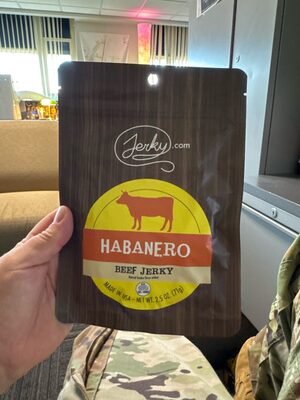 Jerky.com
HABANERO
BEEF JERKY
MADE IN USA • NET WT. 2.5 OZ. (71g)